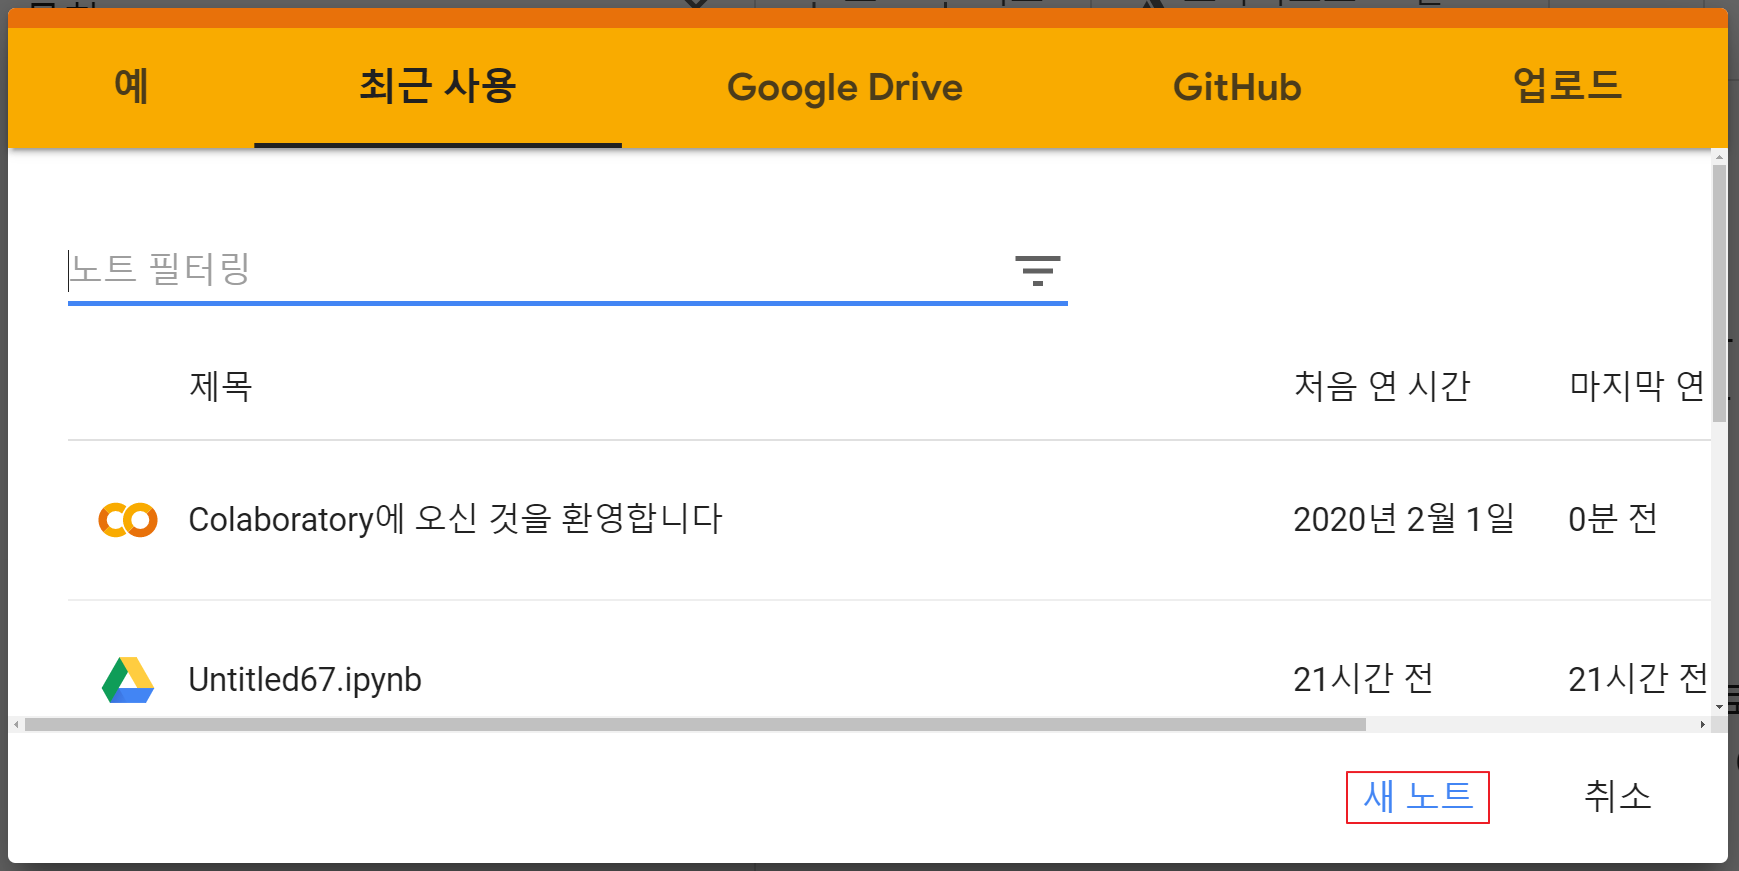 예 최근 사용 Google Drive GitHub 업로드
노트 필터링
제목 처음 연 시간 마지막 연
Colaboratory에 오신 것을 환영합니다 2020년 2월 1일 0분 전
Untitled67.ipynb 21시간 전 21시간 전
새 노트 취소